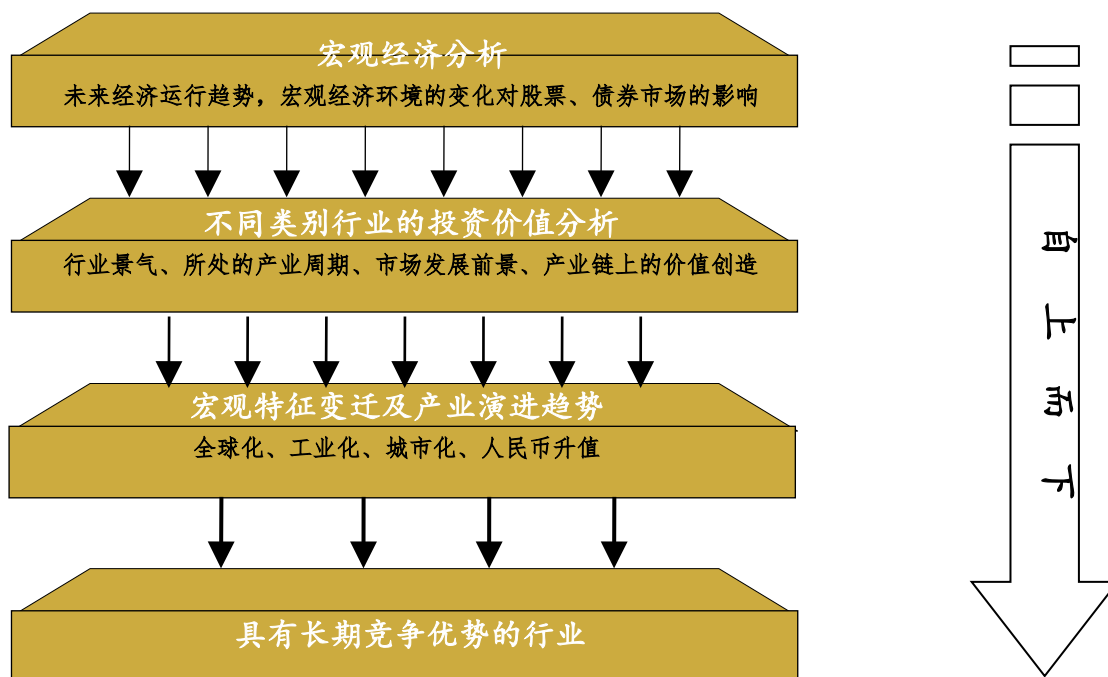 宏观经济分析
未来经济运行趋势，宏观经济环境的变化对股票、债券市场的影响
不同类别行业的投资价值分析
行业景气、所处的产业周期、市场发展前景、产业链上的价值创造
宏观特征变迁及产业演进趋势
全球化、工业化、城市化、人民币升值
具有长期竞争优势的行业
自上而下